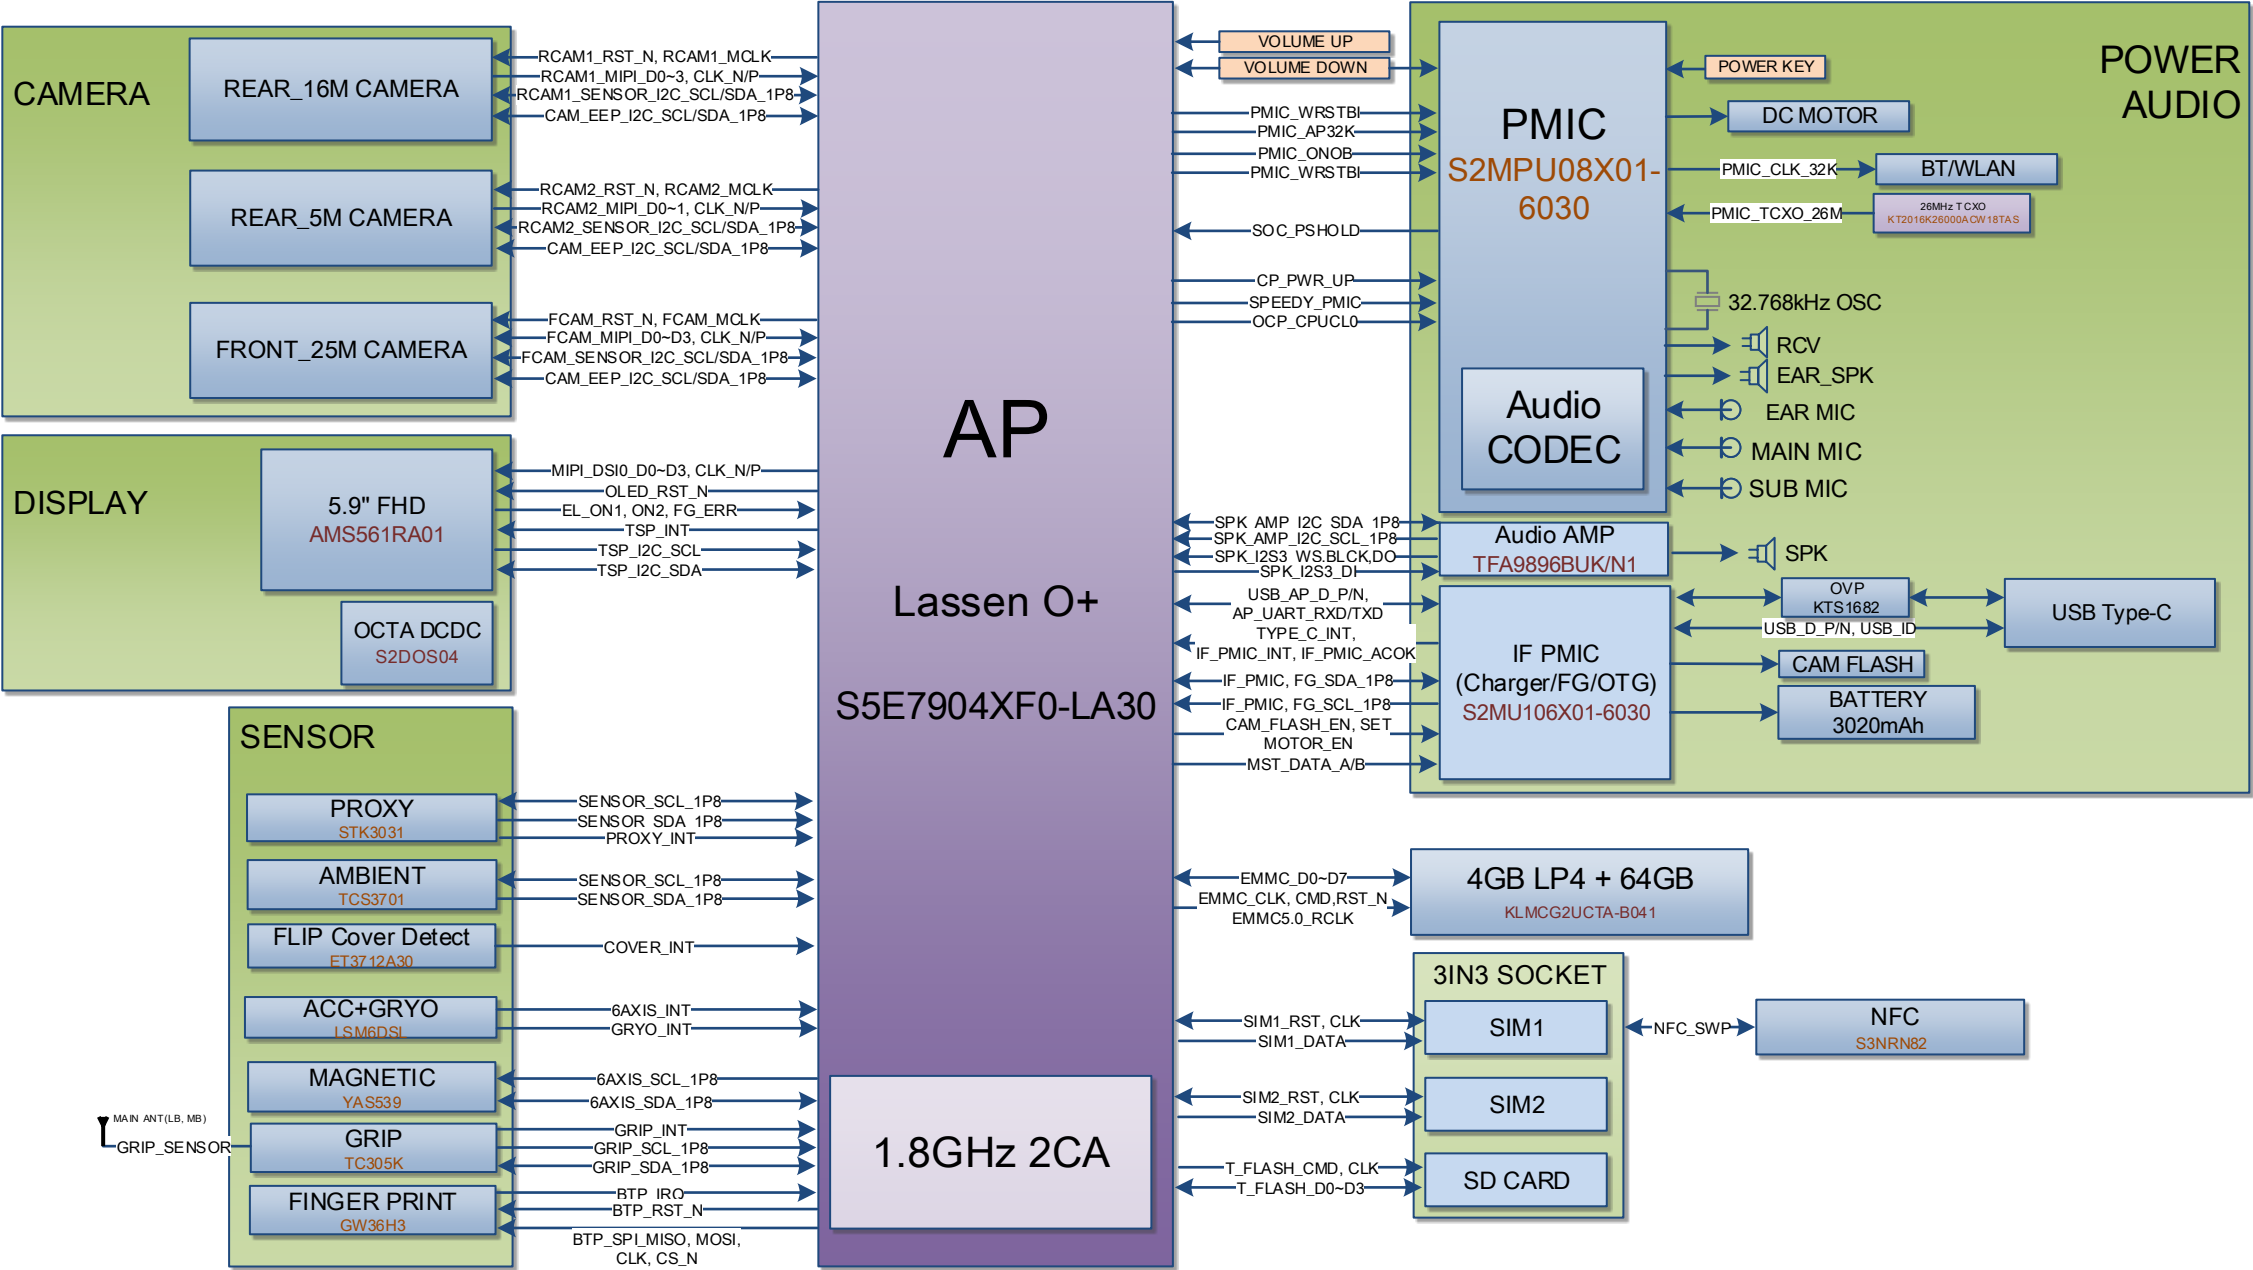 CAMERA
REAR_16M CAMERA
RCAM1_RST_N, RCAM1_MCLK
RCAM1_MIPI_D0~3, CLK_N/P
RCAM1_SENSOR_I2C_SCL/SDA_1P8
CAM_EEP_I2C_SCL/SDA_1P8
REAR_5M CAMERA
RCAM2_RST_N, RCAM2_MCLK
RCAM2_MIPI_D0~1, CLK_N/P
RCAM2_SENSOR_I2C_SCL/SDA_1P8
CAM_EEP_I2C_SCL/SDA_1P8
FRONT_25M CAMERA
FCAM_RST_N, FCAM_MCLK
FCAM_MIPI_D0~D3, CLK_N/P
FCAM_SENSOR_I2C_SCL/SDA_1P8
CAM_EEP_I2C_SCL/SDA_1P8
DISPLAY
5.9" FHD
AMS561RA01
OCTA DCDC
S2DOS04
MIPI_DSI0_D0~D3, CLK_N/P
OLED_RST_N
EL_ON1, ON2, FG_ERR
TSP_INT
TSP_I2C_SCL
TSP_I2C_SDA
SENSOR
PROXY
STK3031
SENSOR_SCL_1P8
SENSOR_SDA_1P8
PROXY_INT
AMBIENT
TCS3701
SENSOR_SCL_1P8
SENSOR_SDA_1P8
FLIP Cover Detect
ET3712A30
COVER_INT
ACC+GRYO
LSM6DSL
6AXIS_INT
GRYO_INT
MAGNETIC
YAS539
6AXIS_SCL_1P8
6AXIS_SDA_1P8
MAIN ANT(LB, MB)
GRIP_SENSOR
GRIP
TC305K
GRIP_INT
GRIP_SCL_1P8
GRIP_SDA_1P8
FINGER PRINT
GW36H3
BTP_IRQ
BTP_RST_N
BTP_SPI_MISO, MOSI,
CLK, CS_N
AP
Lassen O+
S5E7904XF0-LA30
1.8GHz 2CA
VOLUME UP
VOLUME DOWN
PMIC_WRSTBI
PMIC_AP32K
PMIC_ONOB
PMIC_WRSTBI
SOC_PSHOLD
CP_PWR_UP
SPEEDY_PMIC
OCP_CPUCL0
SPK_AMP_I2C_SDA_1P8
SPK_AMP_I2C_SCL_1P8
SPK_I2S3_WS.BLCK,DO
SPK_I2S3_DI
USB_AP_D_P/N,
AP_UART_RXD/TXD
TYPE_C_INT,
IF_PMIC_INT, IF_PMIC_ACOK
IF_PMIC, FG_SDA_1P8
IF_PMIC, FG_SCL_1P8
CAM_FLASH_EN, SET
MOTOR_EN
MST_DATA_A/B
POWER
AUDIO
PMIC
S2MPU08X01-
6030
Audio
CODEC
POWER KEY
DC MOTOR
PMIC_CLK_32K
BT/WLAN
PMIC_TCXO_26M
26MHz TCXO
KT2016K26000ACW18TAS
32.768kHz OSC
RCV
EAR_SPK
EAR MIC
MAIN MIC
SUB MIC
Audio AMP
TFA9896BUK/N1
SPK
IF PMIC
(Charger/FG/OTG)
S2MU106X01-6030
OVP
KTS1682
USB Type-C
USB_D_P/N, USB_ID
CAM FLASH
BATTERY
3020mAh
EMMC_D0~D7
EMMC_CLK, CMD,RST_N
EMMC5.0_RCLK
4GB LP4 + 64GB
KLMCG2UCTA-B041
3IN3 SOCKET
SIM1_RST, CLK
SIM1_DATA
SIM1
NFC_SWP
NFC
S3NRN82
SIM2_RST, CLK
SIM2_DATA
SIM2
T_FLASH_CMD, CLK
T_FLASH_D0~D3
SD CARD